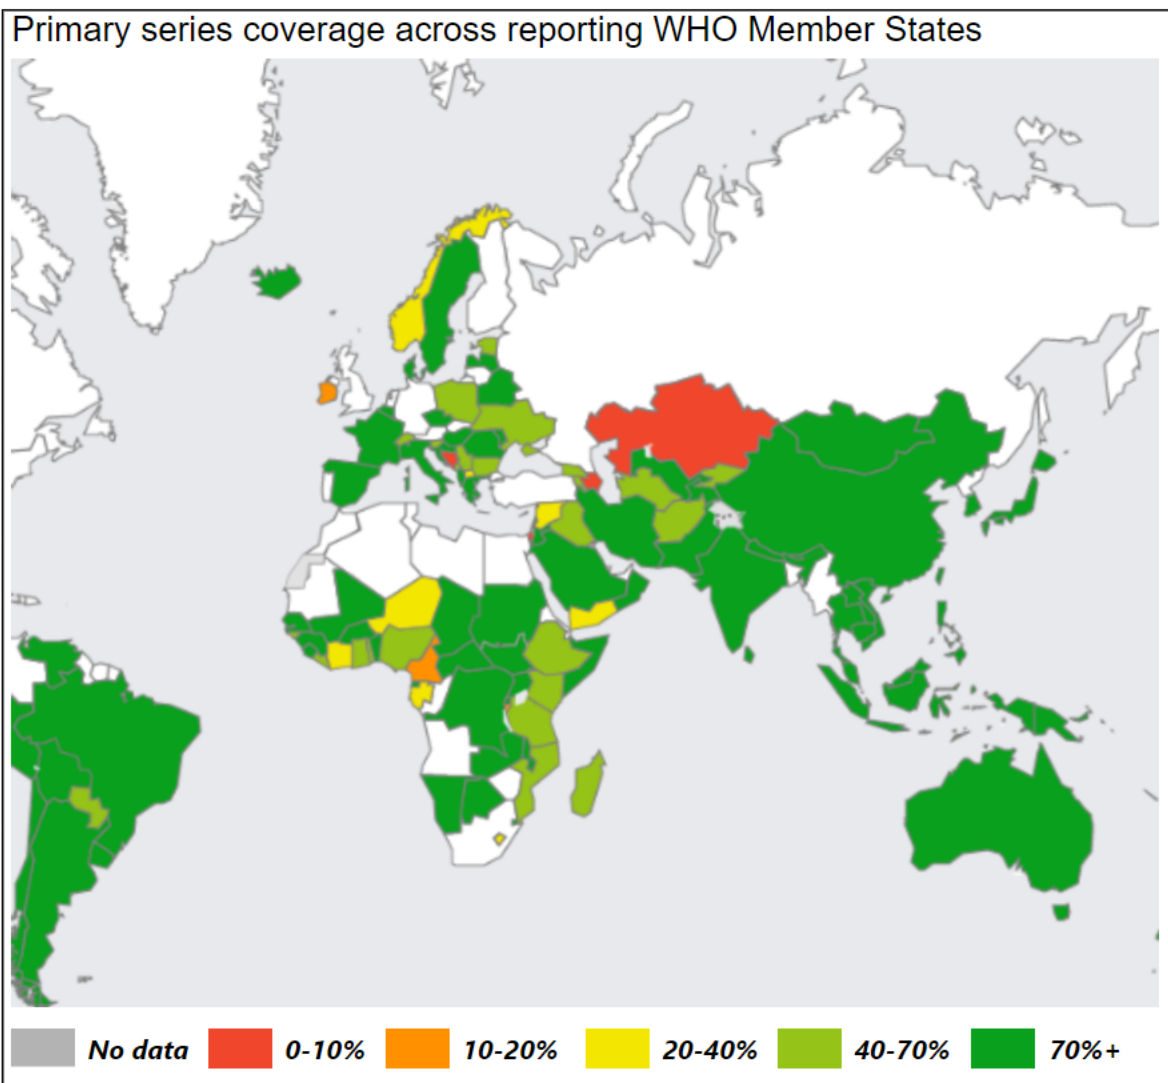 Primary series coverage across reporting WHO Member States
No data 0-10% 10-20% 20-40% 40-70% 70%+